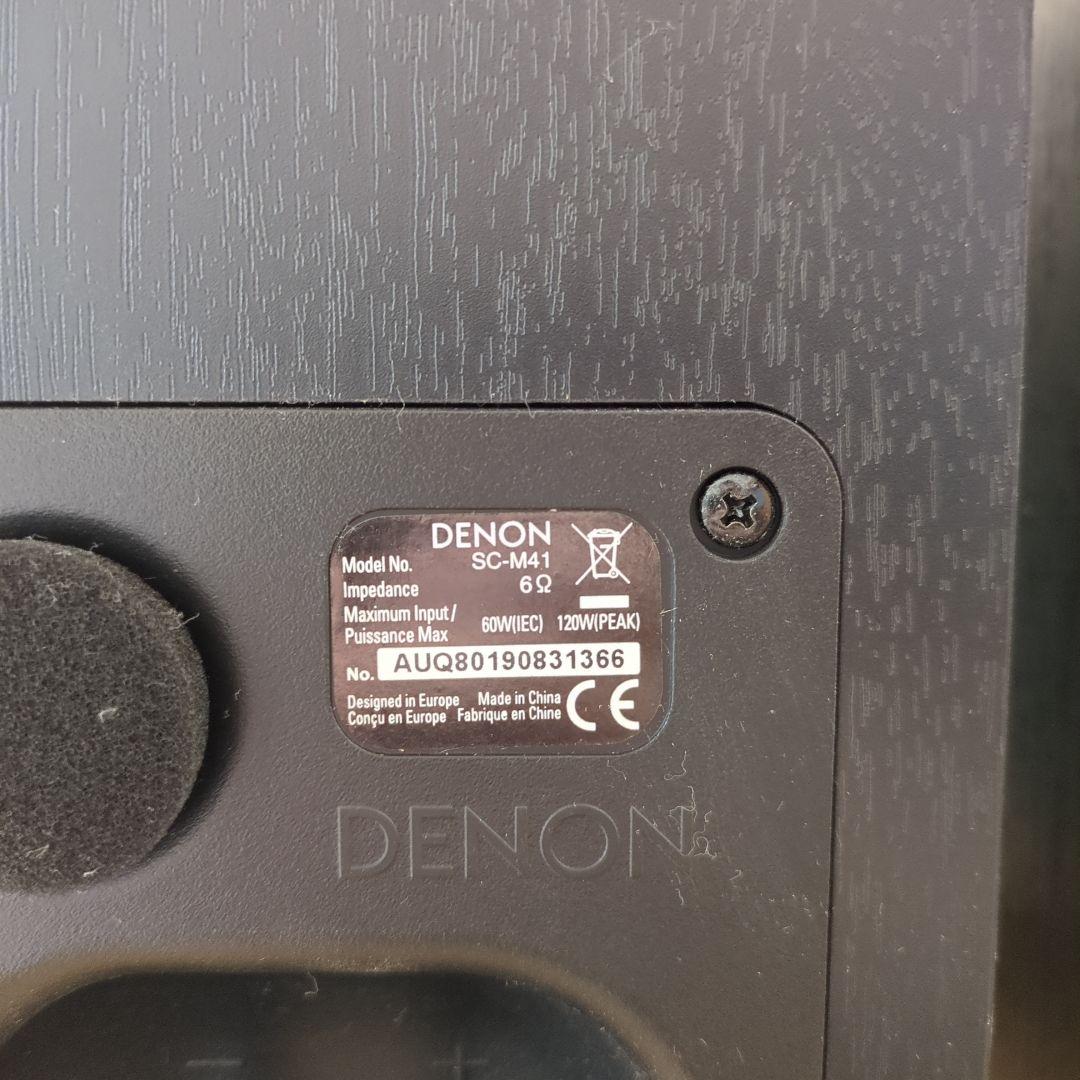 DENON
Model No. SC-M41
Impedance 6Ω
Maximum Input/
Puissance Max 60W(IEC) 120W(PEAK)
No. AUQ80190831366
Designed in Europe Made in China
Conçu en Europe Fabrique en Chine
CE
DENON
- +